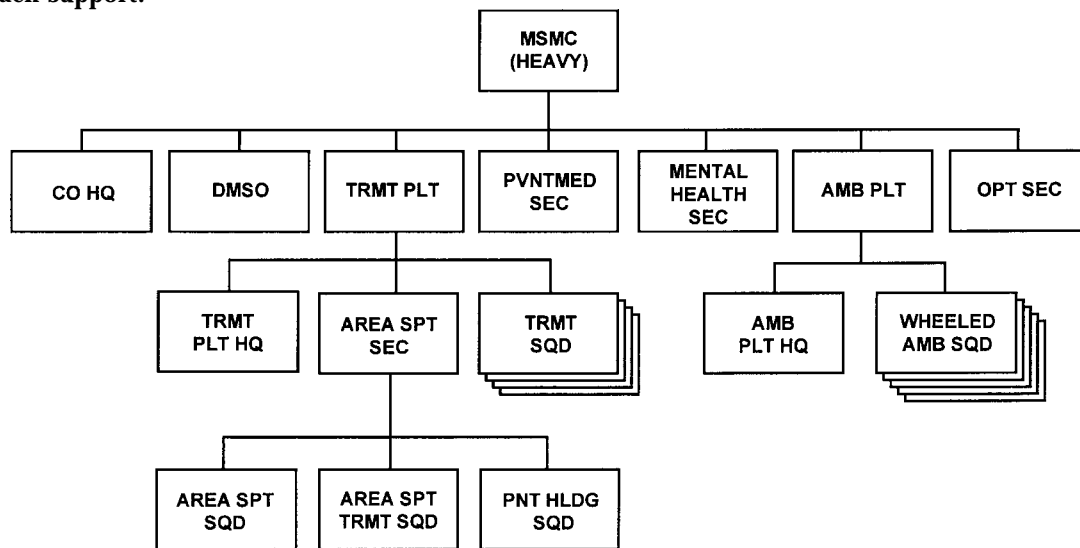 MSMC
(HEAVY)
CO HQ
DMSO
TRMT PLT
PVNTMED
SEC
MENTAL
HEALTH
SEC
AMB PLT
OPT SEC
TRMT
PLT HQ
AREA SPT
SEC
TRMT
SQD
AMB
PLT HQ
WHEELED
AMB SQD
AREA SPT
SQD
AREA SPT
TRMT SQD
PNT HLDG
SQD